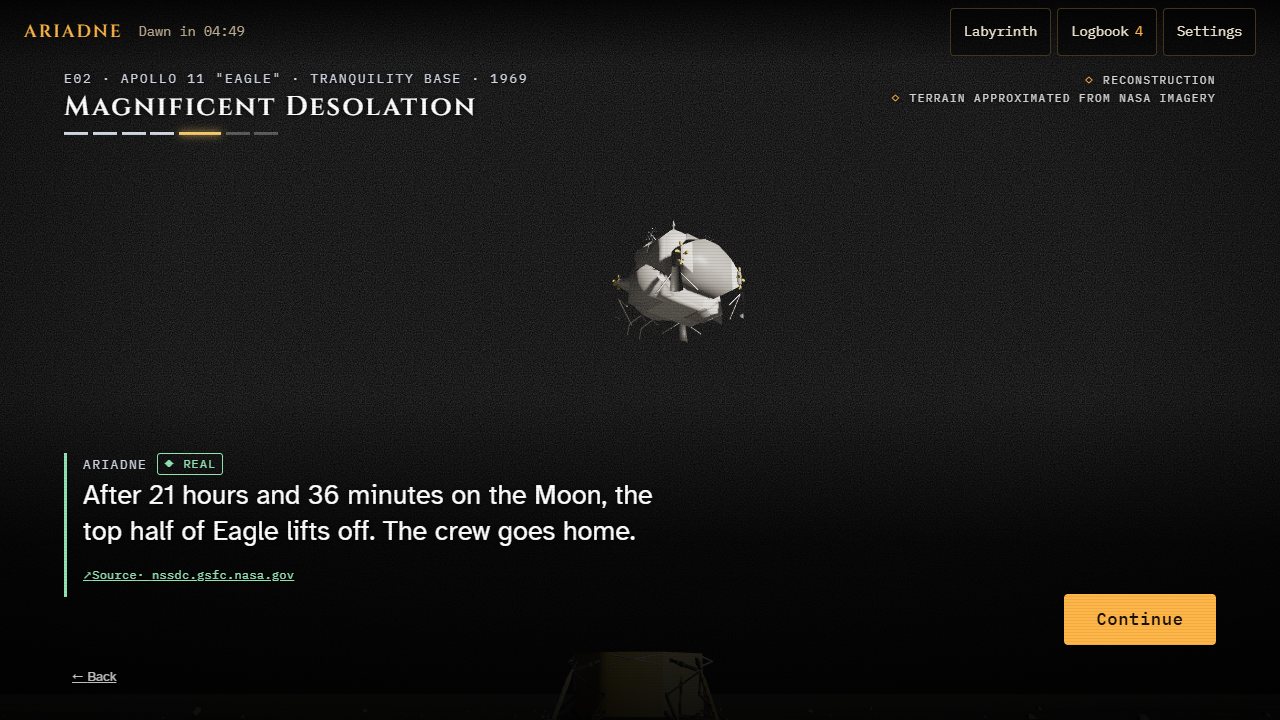 ARIADNE Dawn in 04:49
Labyrinth Logbook 4 Settings
E02 · APOLLO 11 "EAGLE" · TRANQUILITY BASE · 1969
Magnificent Desolation
◇ RECONSTRUCTION
◇ TERRAIN APPROXIMATED FROM NASA IMAGERY
ARIADNE ◆ REAL
After 21 hours and 36 minutes on the Moon, the
top half of Eagle lifts off. The crew goes home.
↗Source· nssdc.gsfc.nasa.gov
Continue
← Back